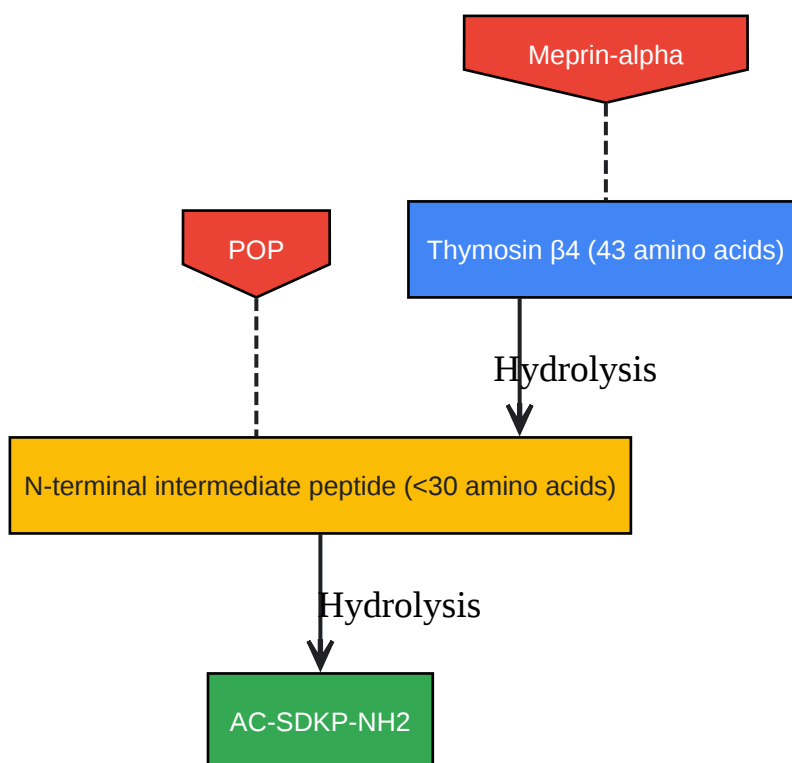 Meprin-alpha
POP
Thymosin β4 (43 amino acids)
Hydrolysis
N-terminal intermediate peptide (<30 amino acids)
Hydrolysis
AC-SDKP-NH2